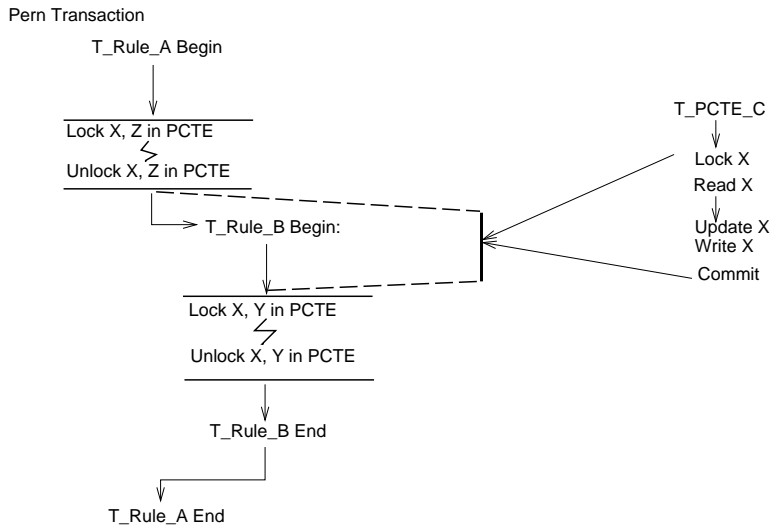 Pern Transaction
T_Rule_A Begin
Lock X, Z in PCTE
Unlock X, Z in PCTE
T_Rule_B Begin:
Lock X, Y in PCTE
Unlock X, Y in PCTE
T_Rule_B End
T_Rule_A End
T_PCTE_C
Lock X
Read X
Update X
Write X
Commit